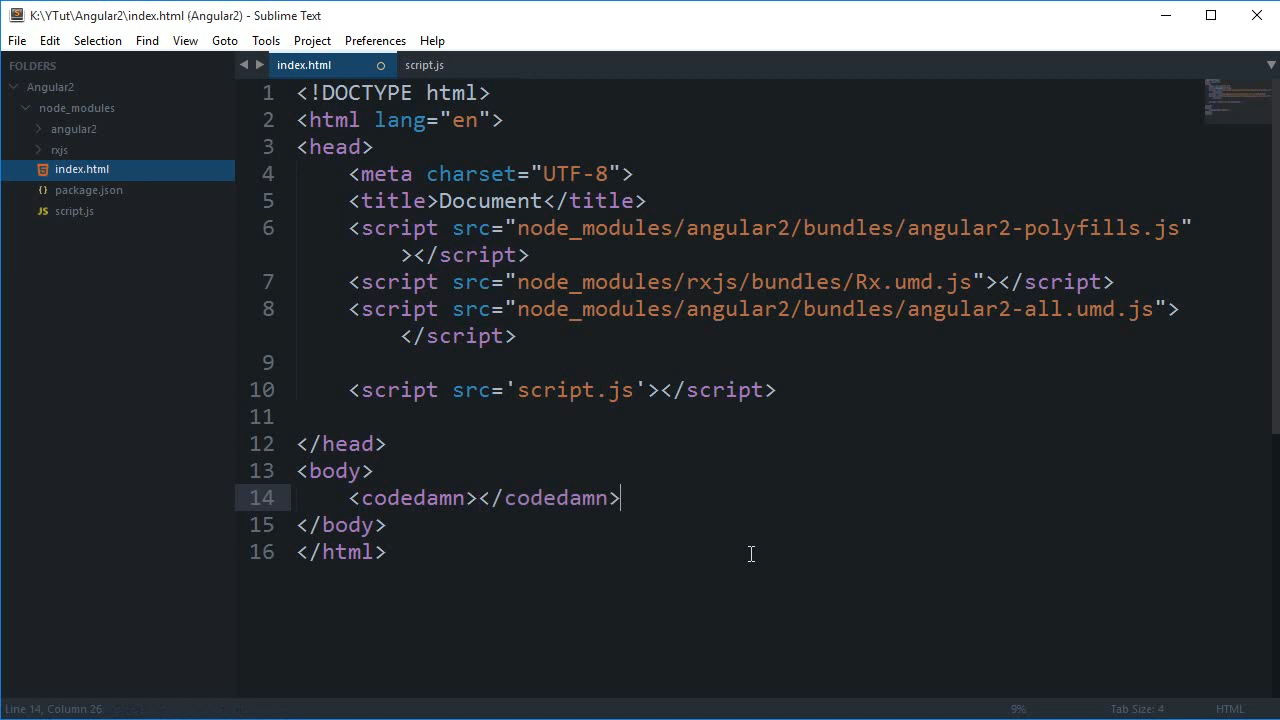 K:\YTut\Angular2\index.html (Angular2) - Sublime Text
File Edit Selection Find View Goto Tools Project Preferences Help
FOLDERS
Angular2
node_modules
angular2
rxjs
index.html
package.json
script.js
index.html script.js
1 <!DOCTYPE html>
2 <html lang="en">
3 <head>
4 <meta charset="UTF-8">
5 <title>Document</title>
6 <script src="node_modules/angular2/bundles/angular2-polyfills.js"
></script>
7 <script src="node_modules/rxjs/bundles/Rx.umd.js"></script>
8 <script src="node_modules/angular2/bundles/angular2-all.umd.js">
</script>
9
10 <script src='script.js'></script>
11
12 </head>
13 <body>
14 <codedamn></codedamn>
15 </body>
16 </html>
Line 14, Column 26 9% Tab Size: 4 HTML